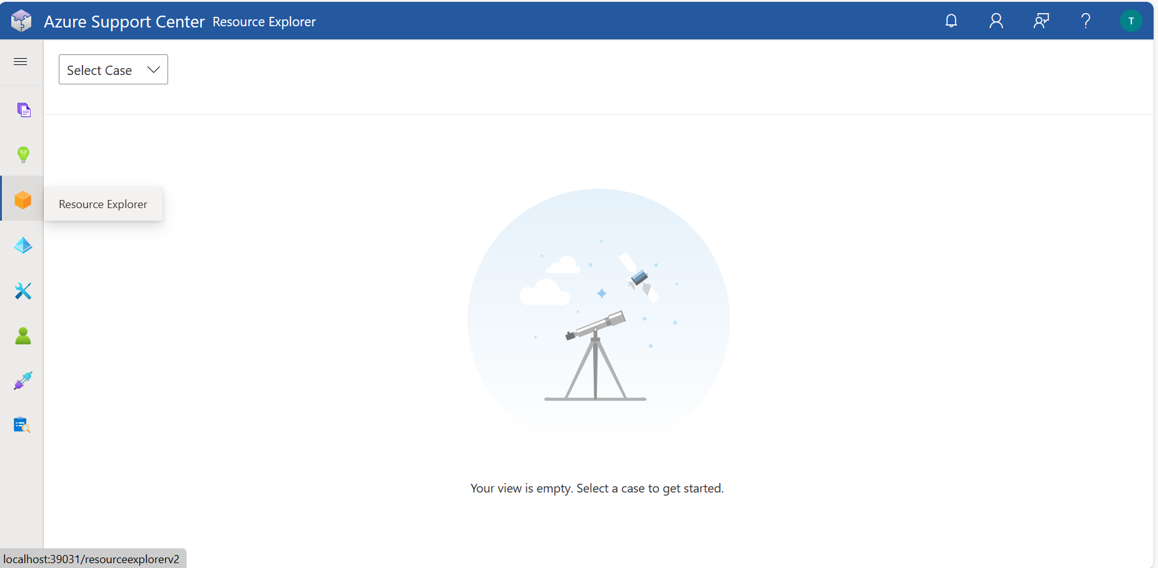 Azure Support Center Resource Explorer
T
Select Case
Resource Explorer
Your view is empty. Select a case to get started.
localhost:39031/resourceexplorerv2